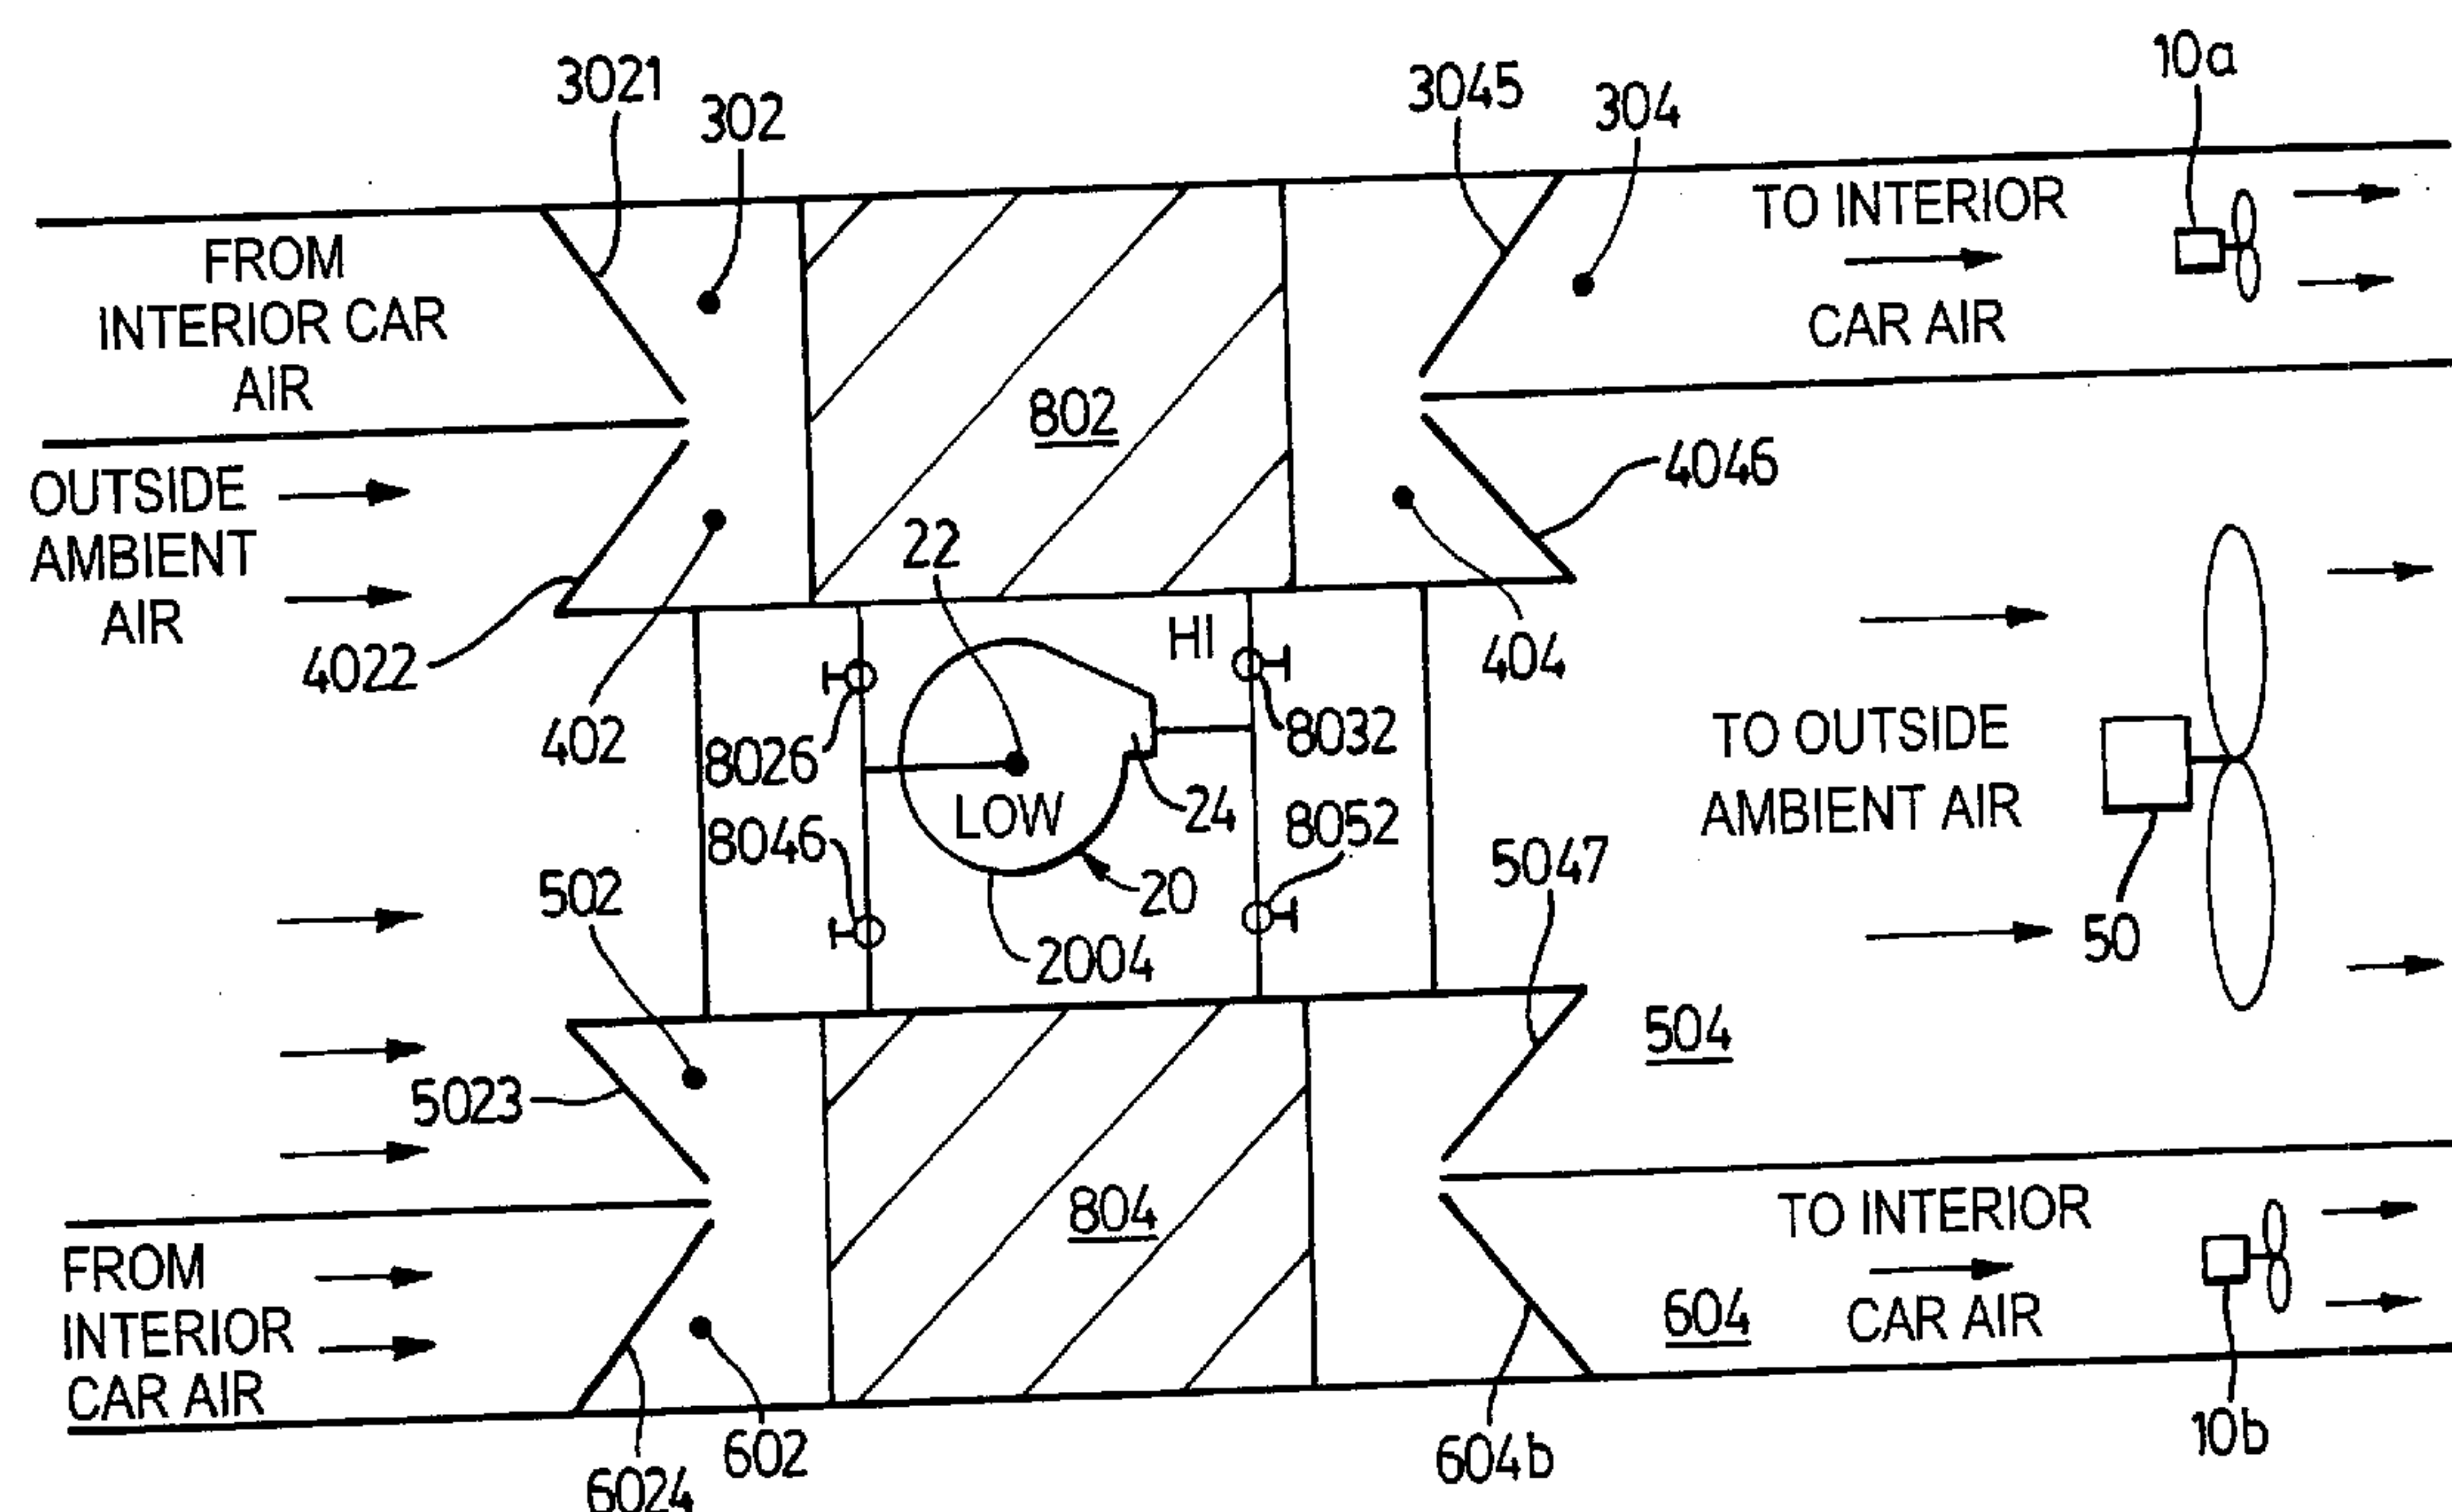 3021
302
3045
304
10a
FROM
INTERIOR CAR
AIR
TO INTERIOR
CAR AIR
802
4046
OUTSIDE
AMBIENT
AIR
22
HI
4022
404
402
8026
8032
TO OUTSIDE
AMBIENT AIR
LOW
24
8046
8052
5047
502
20
50
2004
504
5023
804
TO INTERIOR
CAR AIR
FROM
INTERIOR
CAR AIR
604
602
6024
604b
10b